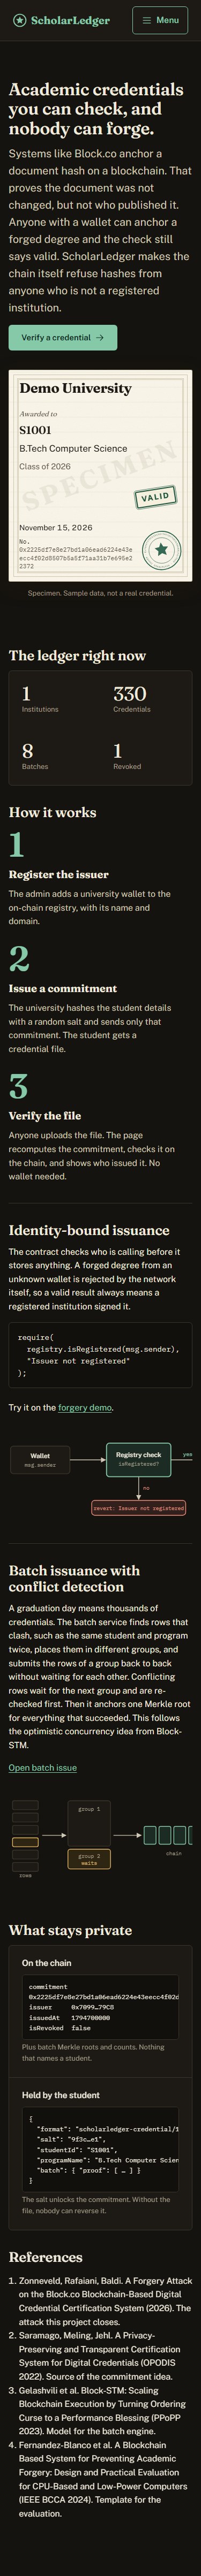 ScholarLedger
Menu
Academic credentials
you can check, and
nobody can forge.
Systems like Block.co anchor a
document hash on a blockchain. That
proves the document was not
changed, but not who published it.
Anyone with a wallet can anchor a
forged degree and the check still
says valid. ScholarLedger makes the
chain itself refuse hashes from
anyone who is not a registered
institution.
Verify a credential
Demo University
Awarded to
S1001
B.Tech Computer Science
Class of 2026
SPECIMEN
VALID
November 15, 2026
No.
Specimen. Sample data, not a real credential.
The ledger right now
1
Institutions
330
Credentials
8
Batches
1
Revoked
How it works
1
Register the issuer
The admin adds a university wallet to the
on-chain registry, with its name and
domain.
2
Issue a commitment
The university hashes the student details
with a random salt and sends only that
commitment. The student gets a
credential file.
3
Verify the file
Anyone uploads the file. The page
recomputes the commitment, checks it on
the chain, and shows who issued it. No
wallet needed.
Identity-bound issuance
The contract checks who is calling before it
stores anything. A forged degree from an
unknown wallet is rejected by the network
itself, so a valid result always means a
registered institution signed it.
require(
registry.isRegistered(msg.sender),
"Issuer not registered"
);
Try it on the forgery demo.
Wallet
msg.sender
Registry check
isRegistered?
yes
no
revert: Issuer not registered
Batch issuance with
conflict detection
A graduation day means thousands of
credentials. The batch service finds rows that
clash, such as the same student and program
twice, places them in different groups, and
submits the rows of a group back to back
without waiting for each other. Conflicting
rows wait for the next group and are re-
checked first. Then it anchors one Merkle root
for everything that succeeded. This follows
the optimistic concurrency idea from Block-
STM.
Open batch issue
group 1
group 2
waits
rows
chain
What stays private
On the chain
commitment
issuer 0x7099…79C8
issuedAt 1794700000
isRevoked false
Plus batch Merkle roots and counts. Nothing
that names a student.
Held by the student
{
"format": "scholarledger-credential/1
"salt": "9f3c…e1",
"studentId": "S1001",
"programName": "B.Tech Computer Scien
"batch": { "proof": [ … ] }
}
The salt unlocks the commitment. Without the
file, nobody can reverse it.
References
1. Zonneveld, Rafaiani, Baldi. A Forgery Attack
on the Block.co Blockchain-Based Digital
Credential Certification System (2026). The
attack this project closes.
2. Saramago, Meling, Jehl. A Privacy-
Preserving and Transparent Certification
System for Digital Credentials (OPODIS
2022). Source of the commitment idea.
3. Gelashvili et al. Block-STM: Scaling
Blockchain Execution by Turning Ordering
Curse to a Performance Blessing (PPoPP
2023). Model for the batch engine.
4. Fernandez-Blanco et al. A Blockchain
Based System for Preventing Academic
Forgery: Design and Practical Evaluation
for CPU-Based and Low-Power Computers
(IEEE BCCA 2024). Template for the
evaluation.